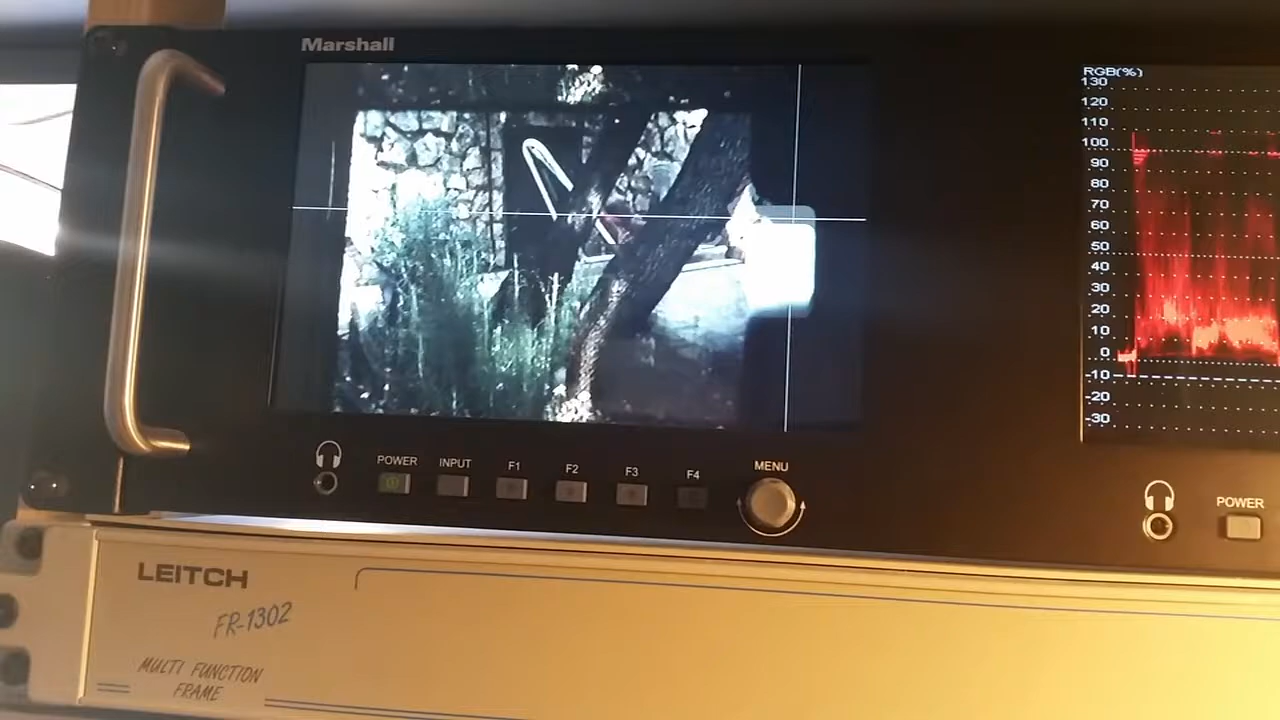 Marshall
RGB(%)
130
120
110
100
90
80
70
60
50
40
30
20
10
0
-10
-20
-30
POWER
INPUT
F1
F2
F3
F4
MENU
POWER
LEITCH
FR-1302
MULTI FUNCTION
FRAME